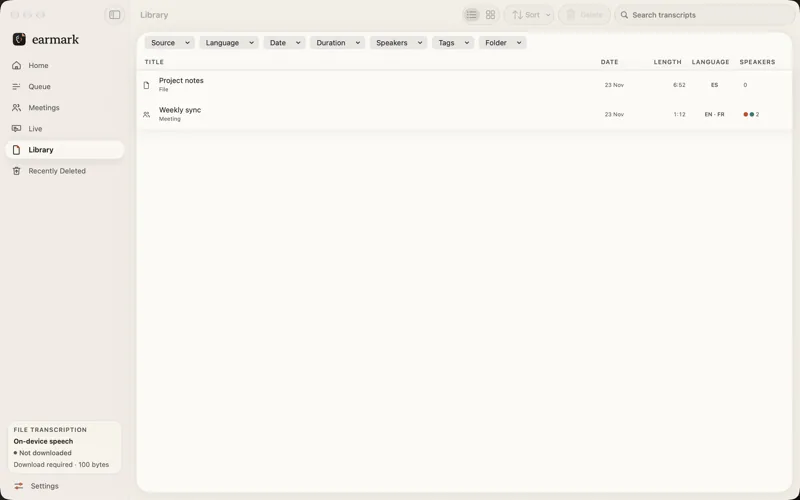 Library
Sort
Delete
Search transcripts
earmark
Home
Queue
Meetings
Live
Library
Recently Deleted
Source
Language
Date
Duration
Speakers
Tags
Folder
TITLE DATE LENGTH LANGUAGE SPEAKERS
Project notes 23 Nov 6:52 ES 0
File
Weekly sync 23 Nov 1:12 EN · FR 2
Meeting
FILE TRANSCRIPTION
On-device speech
Not downloaded
Download required · 100 bytes
Settings